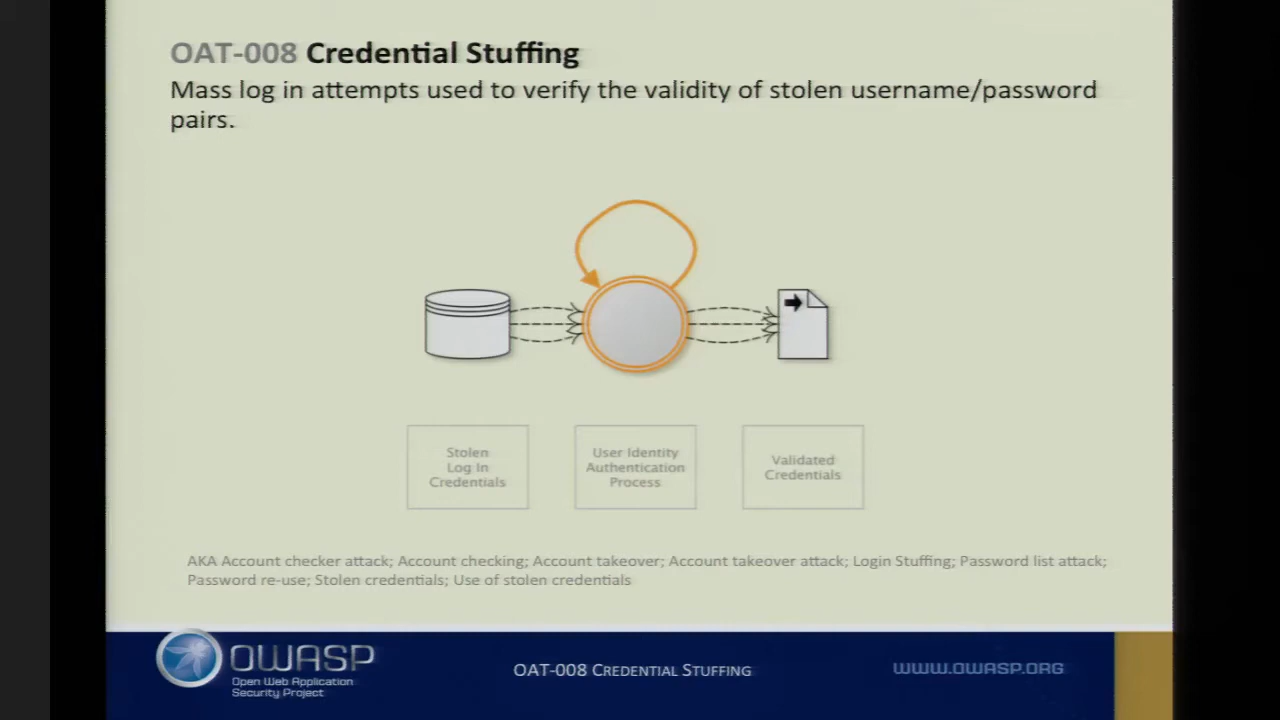 OAT-008 Credential Stuffing
Mass log in attempts used to verify the validity of stolen username/password
pairs.
Stolen
Log In
Credentials
User Identity
Authentication
Process
Validated
Credentials
AKA Account checker attack; Account checking; Account takeover; Account takeover attack; Login Stuffing; Password list attack;
Password re-use; Stolen credentials; Use of stolen credentials
OWASP
Open Web Application
Security Project
OAT-008 CREDENTIAL STUFFING
WWW.OWASP.ORG